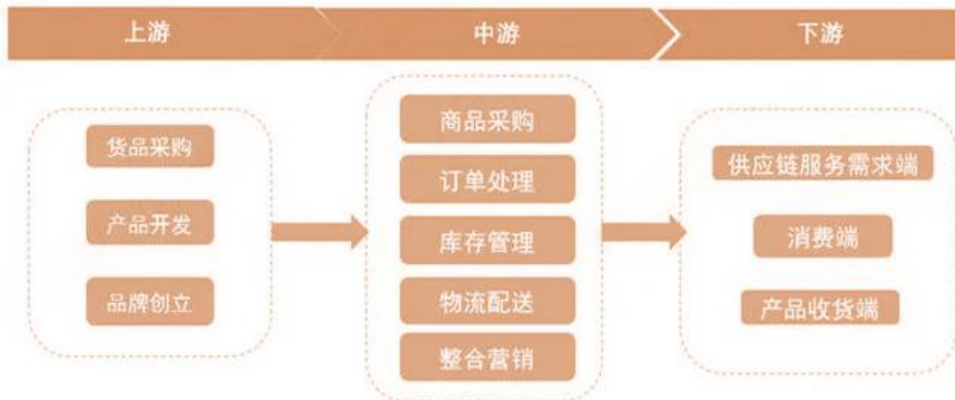 上游
中游
下游
货品采购
产品开发
品牌创立
商品采购
订单处理
库存管理
物流配送
整合营销
供应链服务需求端
消费端
产品收货端